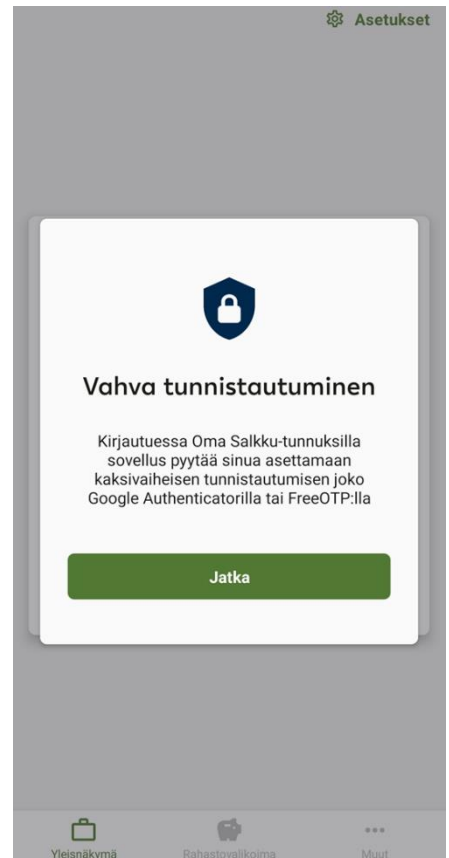 Asetukset
Vahva tunnistautuminen
Kirjautuessa Oma Salkku-tunnuksilla
sovellus pyytää sinua asettamaan
kaksivaiheisen tunnistautumisen joko
Google Authenticatorilla tai FreeOTP:lla
Jatka
Yleisnäkymä Rahastovalikoima Muut